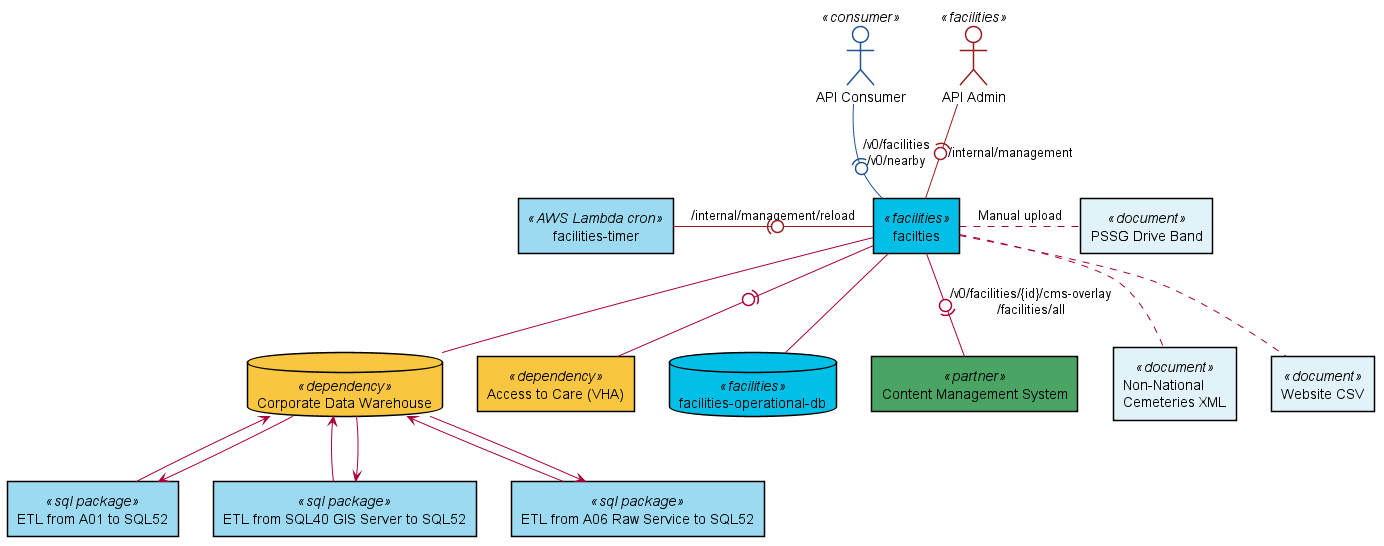 «consumer»
API Consumer
«facilities»
API Admin
/v0/facilities
/v0/nearby
/internal/management
«AWS Lambda cron»
facilities-timer
/internal/management/reload
«facilities»
facilties
Manual upload
«document»
PSSG Drive Band
/v0/facilities/{id}/cms-overlay
/facilities/all
«dependency»
Corporate Data Warehouse
«dependency»
Access to Care (VHA)
«facilities»
facilities-operational-db
«partner»
Content Management System
«document»
Non-National
Cemeteries XML
«document»
Website CSV
«sql package»
ETL from A01 to SQL52
«sql package»
ETL from SQL40 GIS Server to SQL52
«sql package»
ETL from A06 Raw Service to SQL52